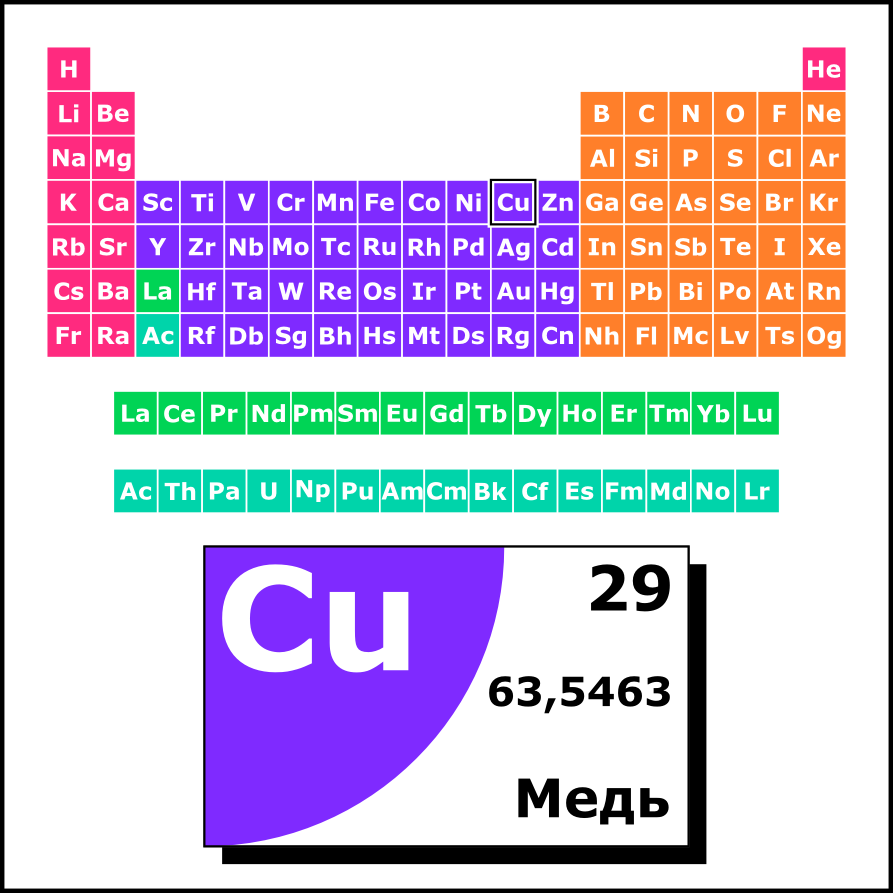 H He
Li Be B C N O F Ne
Na Mg Al Si P S Cl Ar
K Ca Sc Ti V Cr Mn Fe Co Ni Cu Zn Ga Ge As Se Br Kr
Rb Sr Y Zr Nb Mo Tc Ru Rh Pd Ag Cd In Sn Sb Te I Xe
Cs Ba La Hf Ta W Re Os Ir Pt Au Hg Tl Pb Bi Po At Rn
Fr Ra Ac Rf Db Sg Bh Hs Mt Ds Rg Cn Nh Fl Mc Lv Ts Og
La Ce Pr Nd Pm Sm Eu Gd Tb Dy Ho Er Tm Yb Lu
Ac Th Pa U Np Pu Am Cm Bk Cf Es Fm Md No Lr
Cu 29
63,5463
Медь